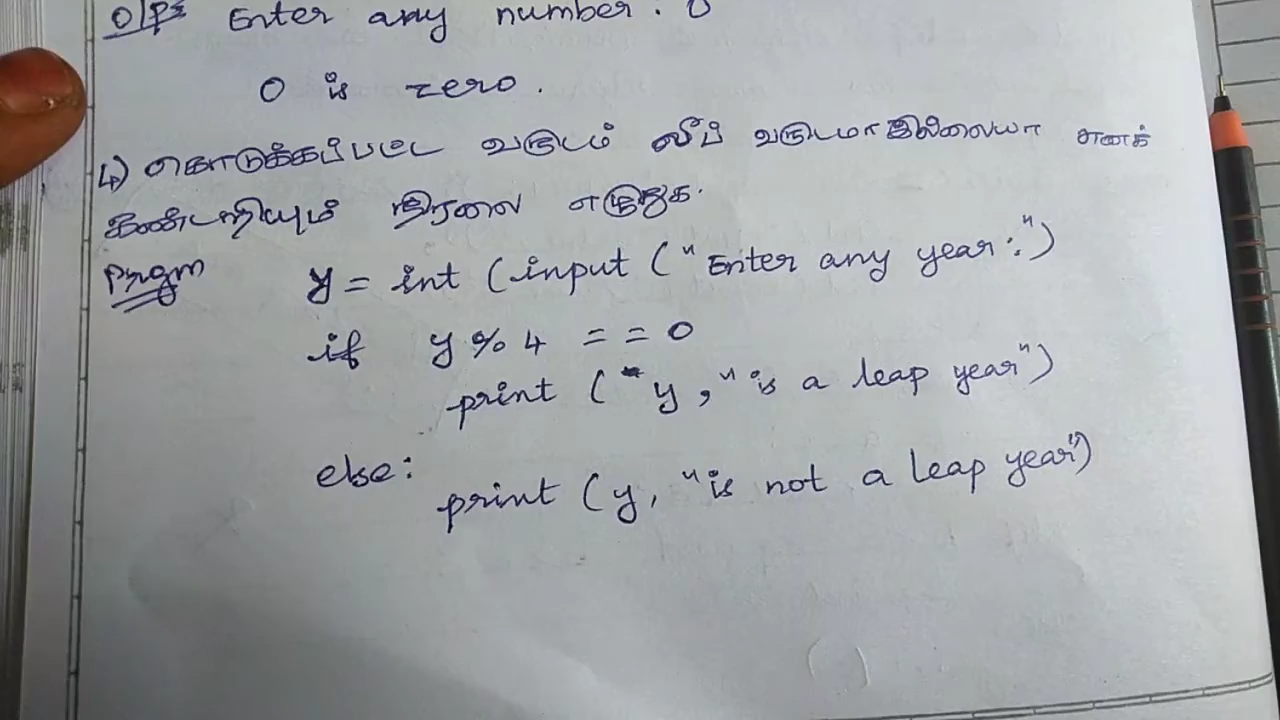 O/P: Enter any number: 0
0 is zero.
4) கொடுக்கப்பட்ட வருடம் லீப் வருடமா இல்லையா எனக்
கண்டறியும் நிரலை எழுதுக.
Prgm y = int (input ("Enter any year:")
if y % 4 = = 0
print ( y, " is a leap year")
else:
print (y, "is not a leap year")